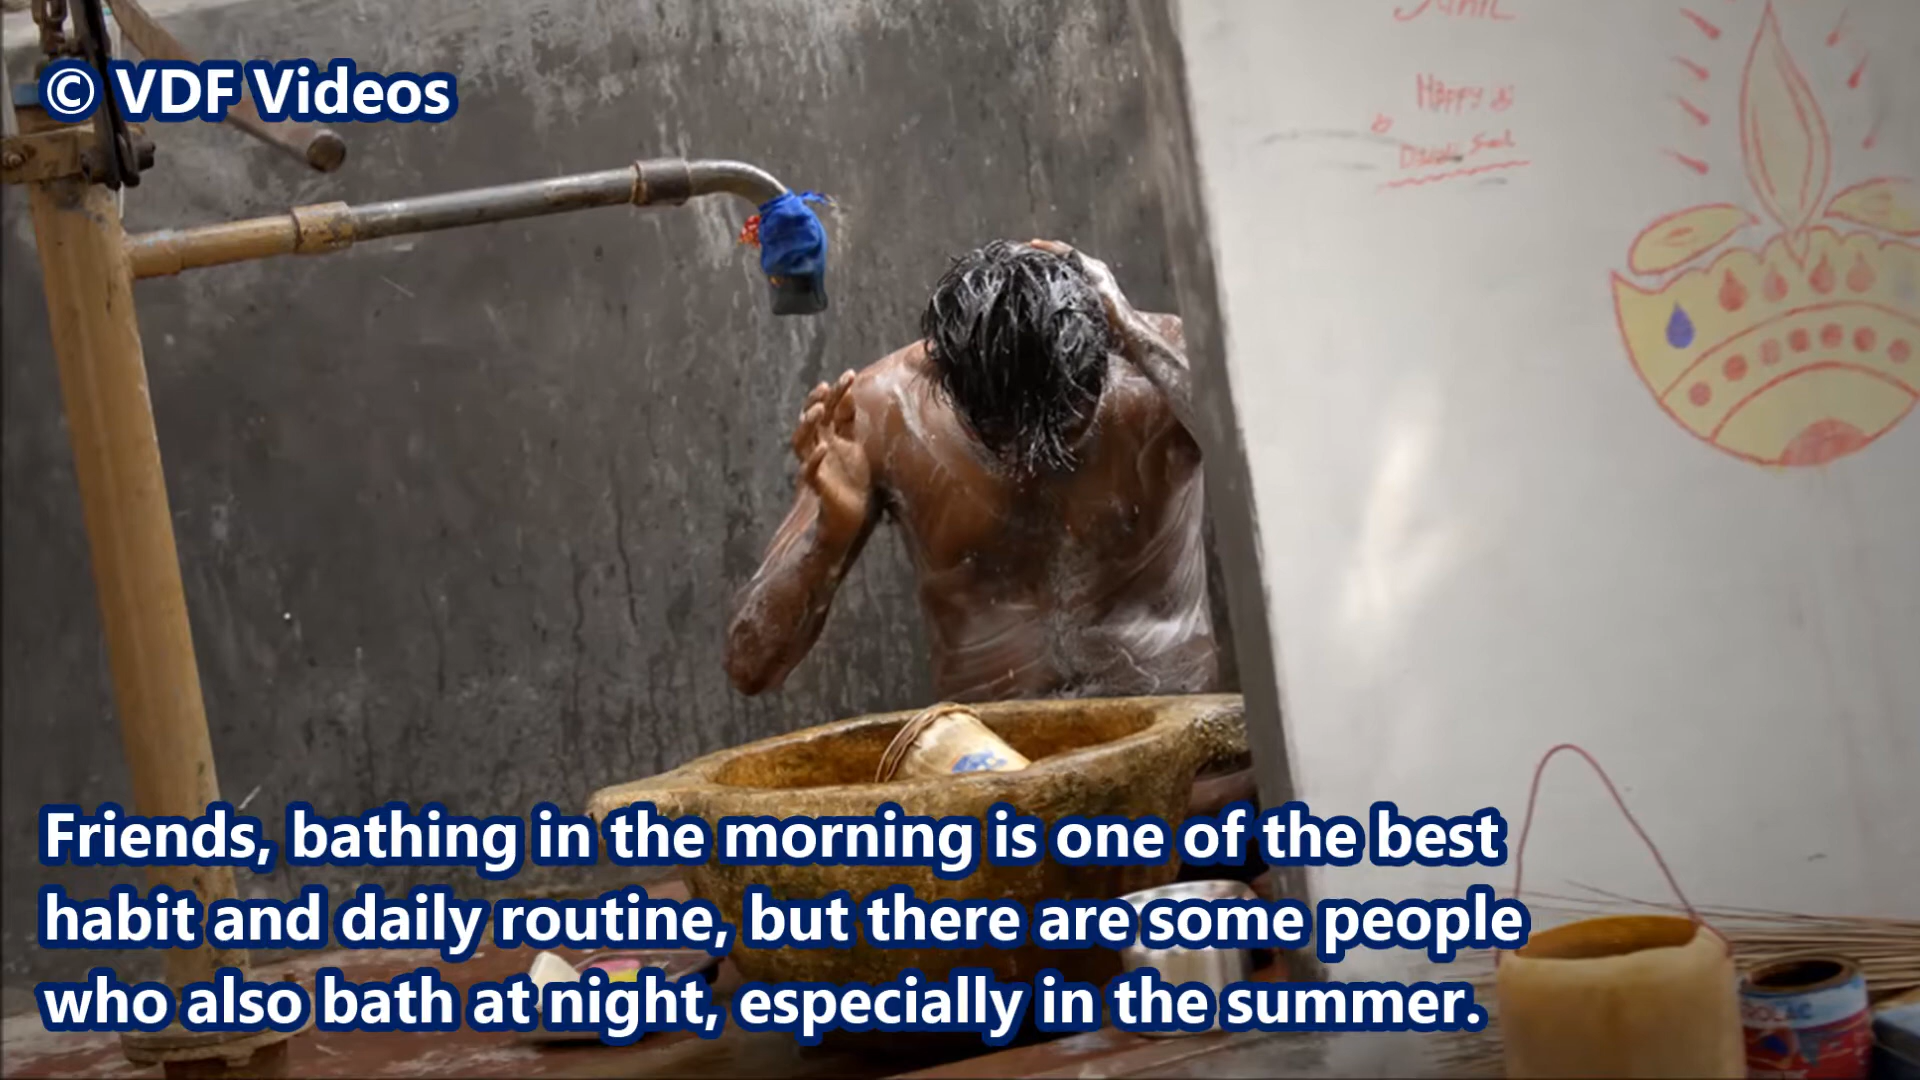 © VDF Videos
Happy
Friends, bathing in the morning is one of the best
habit and daily routine, but there are some people
who also bath at night, especially in the summer.